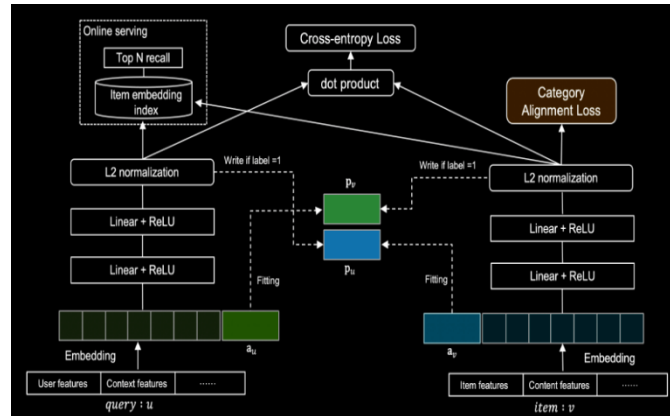 Online serving
Top N recall
Item embedding
index
Cross-entropy Loss
dot product
Category
Alignment Loss
L2 normalization
Write if label =1
Write if label =1
L2 normalization
pᵥ
Linear + ReLU
Linear + ReLU
pᵤ
Linear + ReLU
Linear + ReLU
Fitting
Fitting
aᵤ
aᵥ
Embedding
Embedding
User features
Context features
......
Item features
Content features
......
query : u
item : v